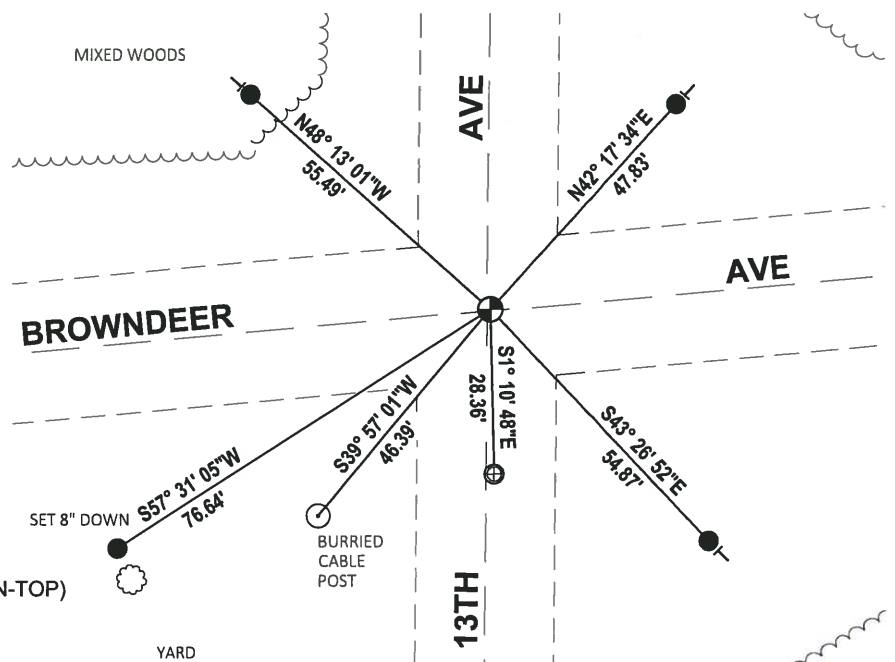 MIXED WOODS
AVE
N48° 13' 01"W
55.49'
N42° 17' 34"E
47.83'
AVE
BROWNDEER
S1° 10' 48"E
28.36'
S39° 57' 01"W
46.39'
S43° 26' 52"E
54.87'
S57° 31' 05"W
76.64'
SET 8" DOWN
BURRIED
CABLE
POST
N-TOP)
13TH
YARD